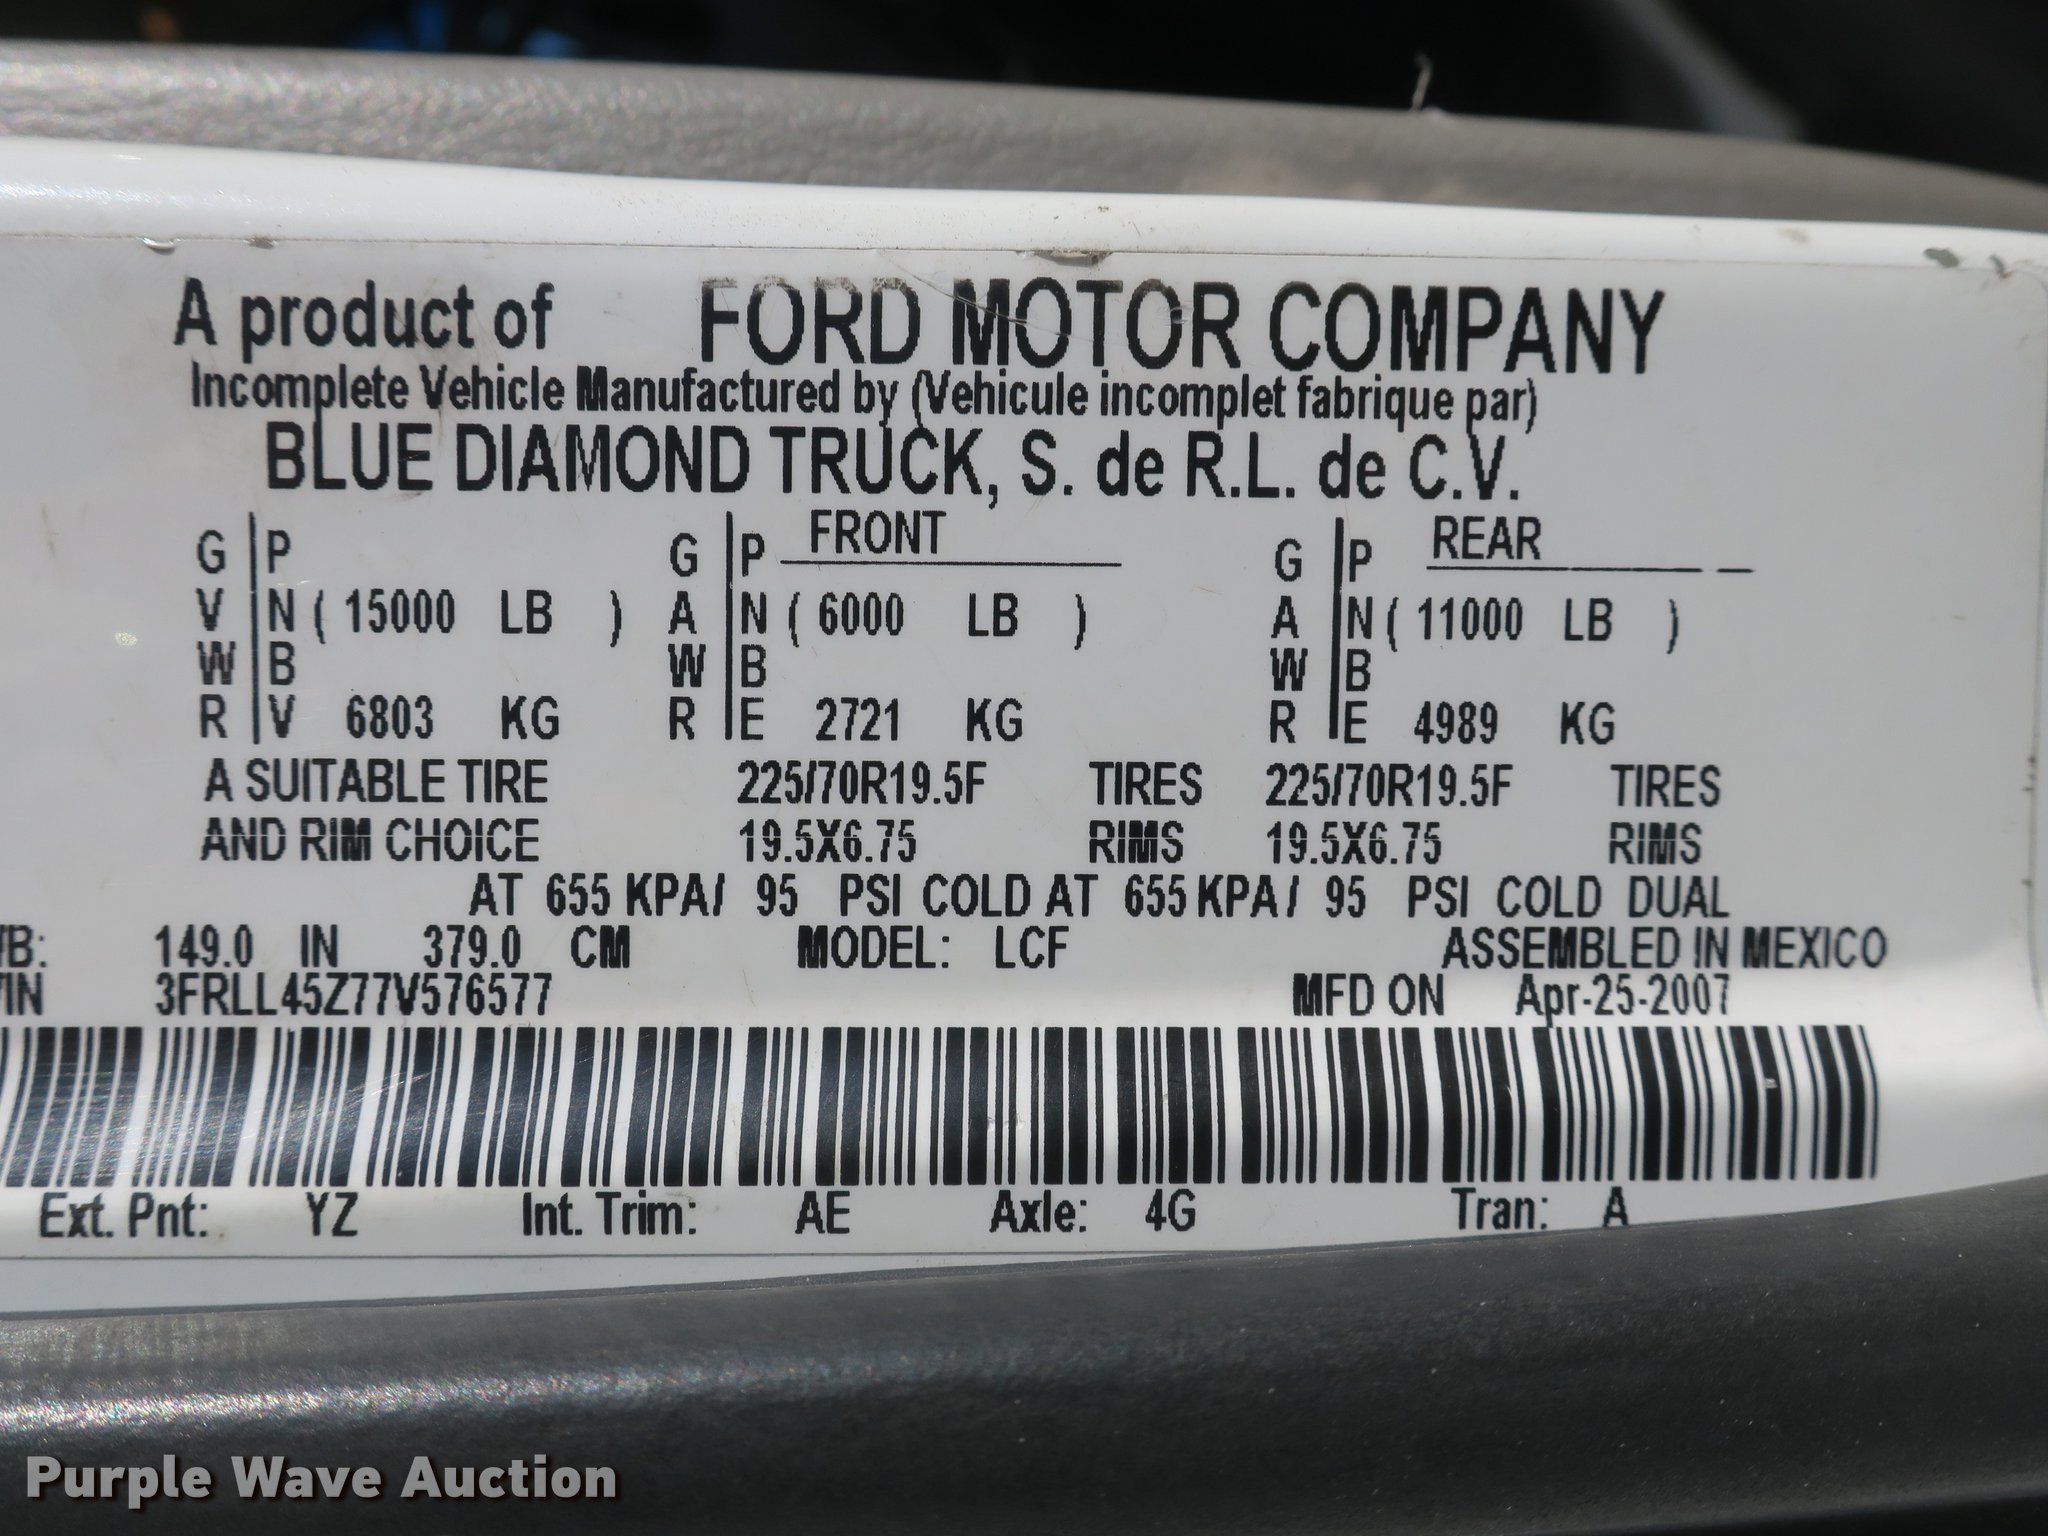 A product of FORD MOTOR COMPANY
Incomplete Vehicle Manufactured by (Vehicule incomplet fabrique par)
BLUE DIAMOND TRUCK, S. de R.L. de C.V.
G P G P FRONT G P REAR
V N ( 15000 LB ) A N ( 6000 LB ) A N ( 11000 LB )
W B W B W B
R V 6803 KG R E 2721 KG R E 4989 KG
A SUITABLE TIRE 225/70R19.5F TIRES 225/70R19.5F TIRES
AND RIM CHOICE 19.5X6.75 RIMS 19.5X6.75 RIMS
AT 655 KPA/ 95 PSI COLD AT 655 KPA/ 95 PSI COLD DUAL
WB: 149.0 IN 379.0 CM MODEL: LCF ASSEMBLED IN MEXICO
VIN 3FRLL45Z77V576577 MFD ON Apr-25-2007
Ext. Pnt: YZ Int. Trim: AE Axle: 4G Tran: A
Purple Wave Auction